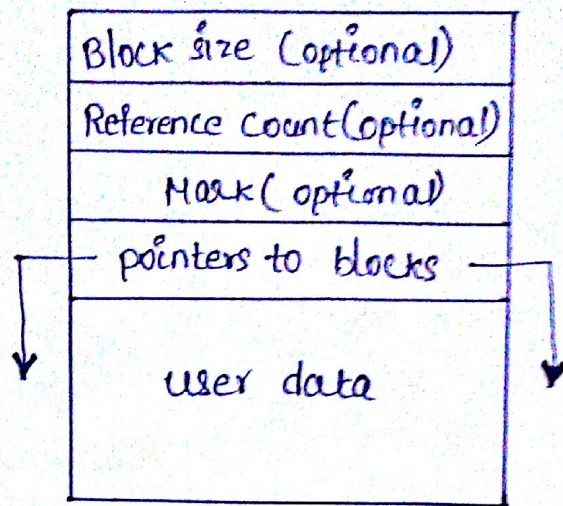 Block size (optional)
Reference count(optional)
Mark( optional)
pointers to blocks
user data